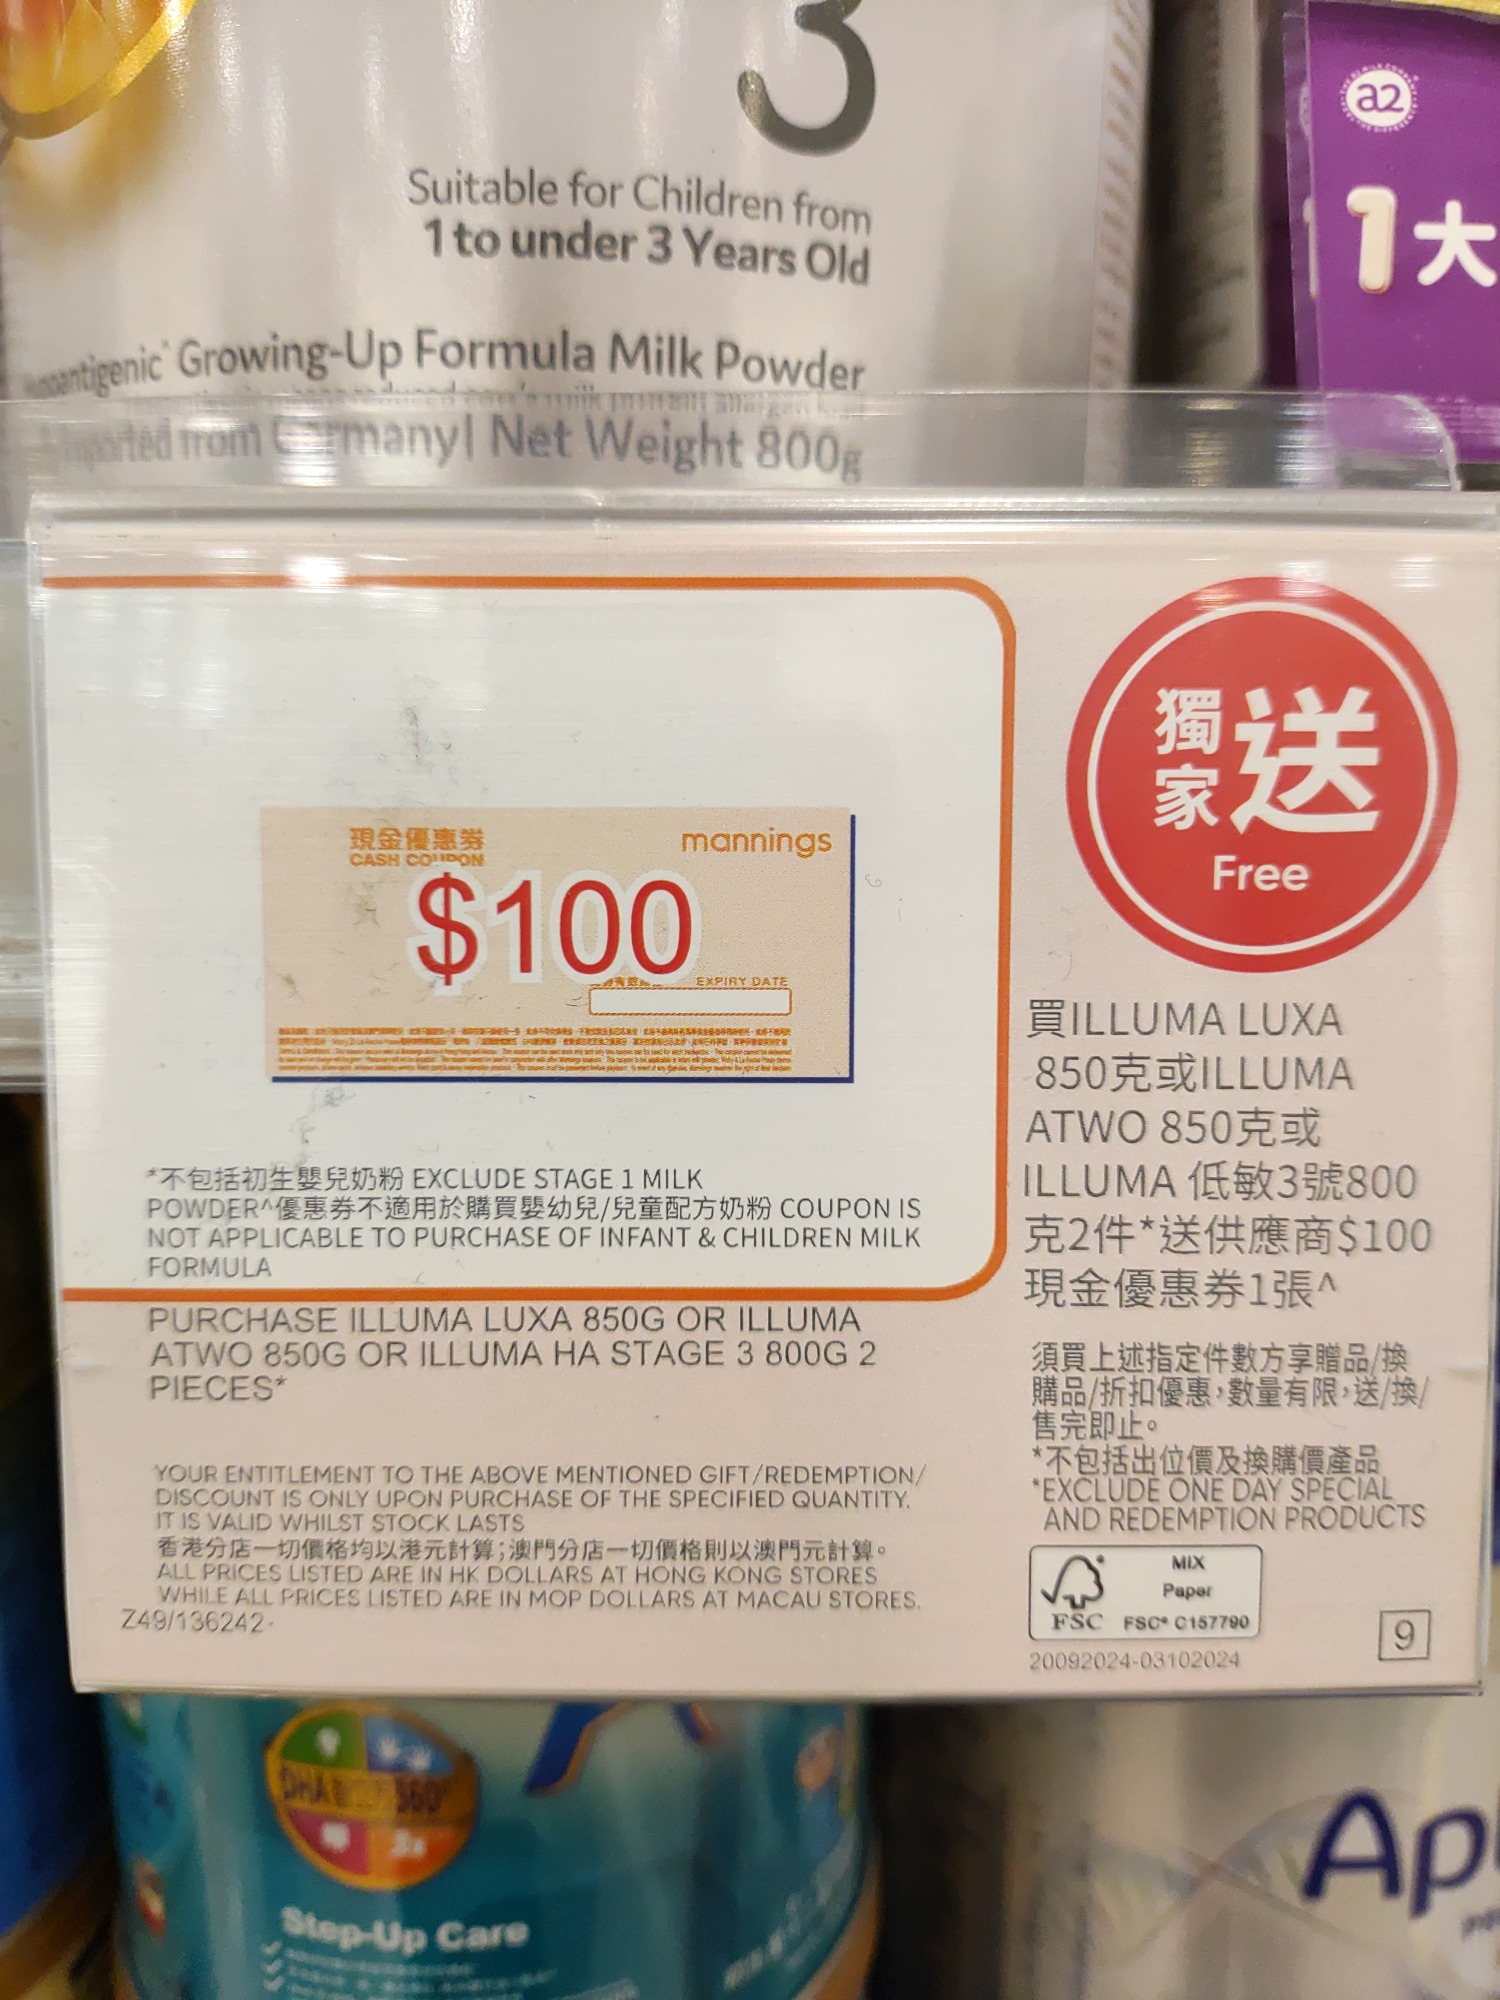 3
Suitable for Children from
1 to under 3 Years Old
Growing-Up Formula Milk Powder
from Germany| Net Weight 800g
a2
1大
現金優惠券
CASH COUPON
mannings
$100
EXPIRY DATE
*不包括初生嬰兒奶粉 EXCLUDE STAGE 1 MILK
POWDER^優惠券不適用於購買嬰幼兒/兒童配方奶粉 COUPON IS
NOT APPLICABLE TO PURCHASE OF INFANT & CHILDREN MILK
FORMULA
PURCHASE ILLUMA LUXA 850G OR ILLUMA
ATWO 850G OR ILLUMA HA STAGE 3 800G 2
PIECES*
YOUR ENTITLEMENT TO THE ABOVE MENTIONED GIFT/REDEMPTION/
DISCOUNT IS ONLY UPON PURCHASE OF THE SPECIFIED QUANTITY.
IT IS VALID WHILST STOCK LASTS
香港分店一切價格均以港元計算;澳門分店一切價格則以澳門元計算。
ALL PRICES LISTED ARE IN HK DOLLARS AT HONG KONG STORES
WHILE ALL PRICES LISTED ARE IN MOP DOLLARS AT MACAU STORES.
Z49/136242-
獨家送
Free
買ILLUMA LUXA
850克或ILLUMA
ATWO 850克或
ILLUMA 低敏3號800
克2件*送供應商$100
現金優惠券1張^
須買上述指定件數方享贈品/換
購品/折扣優惠,數量有限,送/換/
售完即止。
*不包括出位價及換購價產品
*EXCLUDE ONE DAY SPECIAL
AND REDEMPTION PRODUCTS
MIX
Paper
FSC FSC® C157790
20092024-03102024
9
Step-Up Care